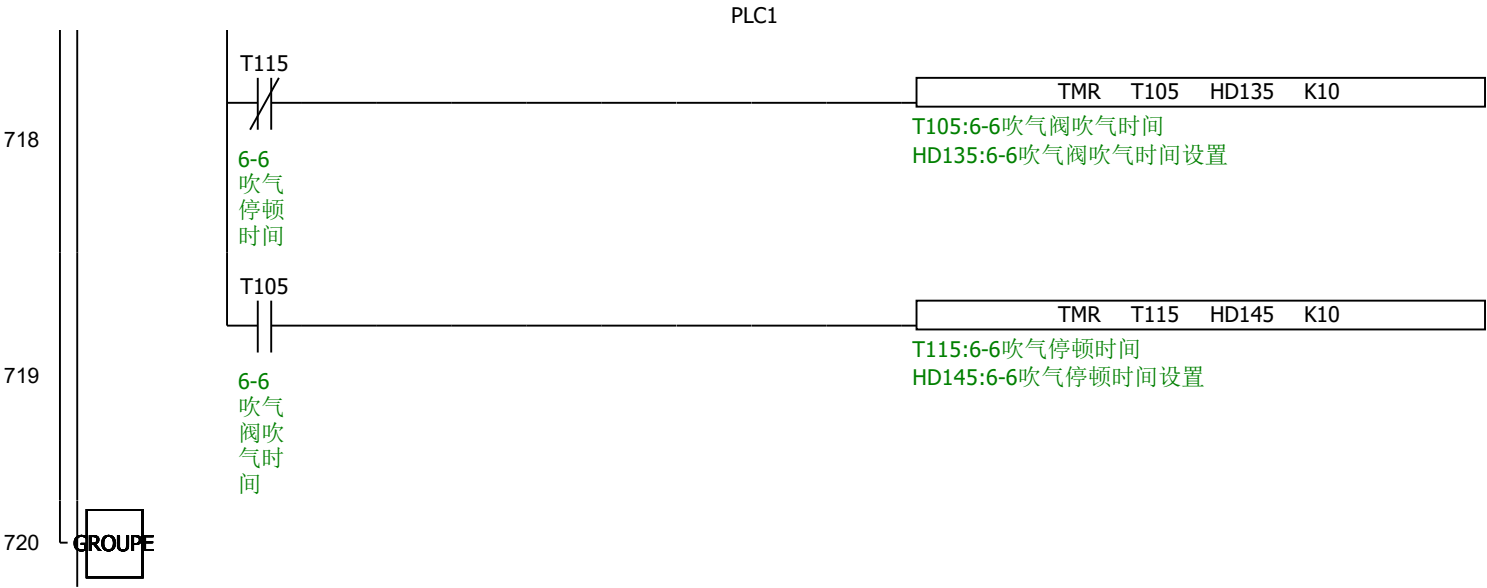 PLC1
T115
TMR T105 HD135 K10
718
T105:6-6吹气阀吹气时间
HD135:6-6吹气阀吹气时间设置
6-6
吹气
停顿
时间
T105
TMR T115 HD145 K10
719
T115:6-6吹气停顿时间
HD145:6-6吹气停顿时间设置
6-6
吹气
阀吹
气时
间
720
GROUPE